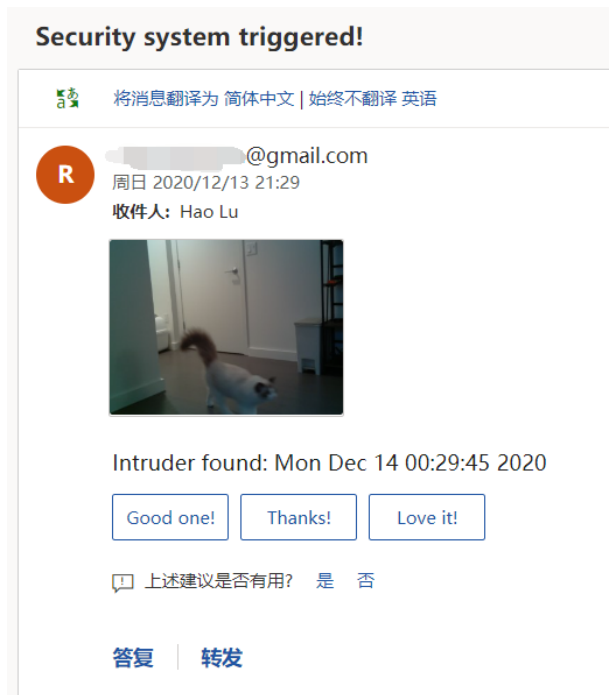 Security system triggered!
将消息翻译为 简体中文 | 始终不翻译 英语
R
@gmail.com
周日 2020/12/13 21:29
收件人: Hao Lu
Intruder found: Mon Dec 14 00:29:45 2020
Good one!
Thanks!
Love it!
上述建议是否有用? 是 否
答复 转发